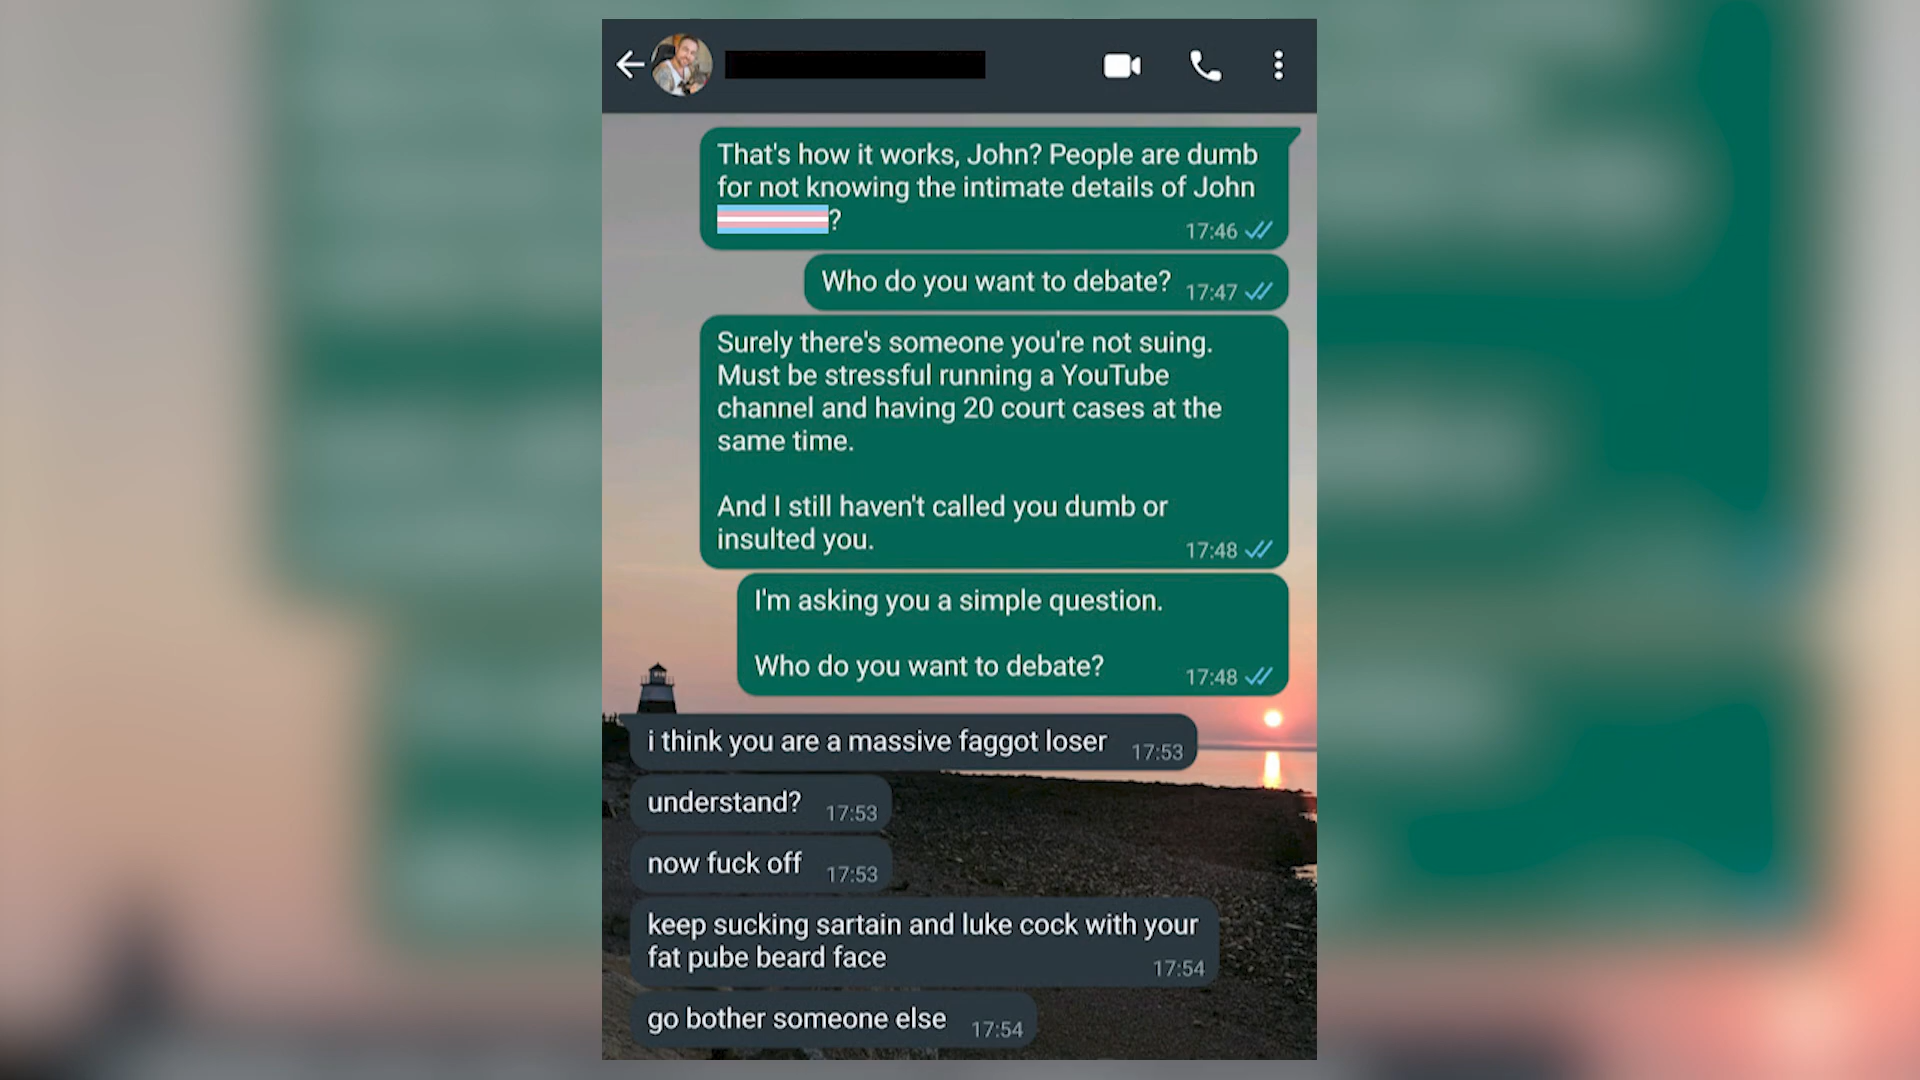 That's how it works, John? People are dumb
for not knowing the intimate details of John
?
17:46
Who do you want to debate?
17:47
Surely there's someone you're not suing.
Must be stressful running a YouTube
channel and having 20 court cases at the
same time.
And I still haven't called you dumb or
insulted you.
17:48
I'm asking you a simple question.
Who do you want to debate?
17:48
i think you are a massive faggot loser
17:53
understand?
17:53
now fuck off
17:53
keep sucking sartain and luke cock with your
fat pube beard face
17:54
go bother someone else
17:54